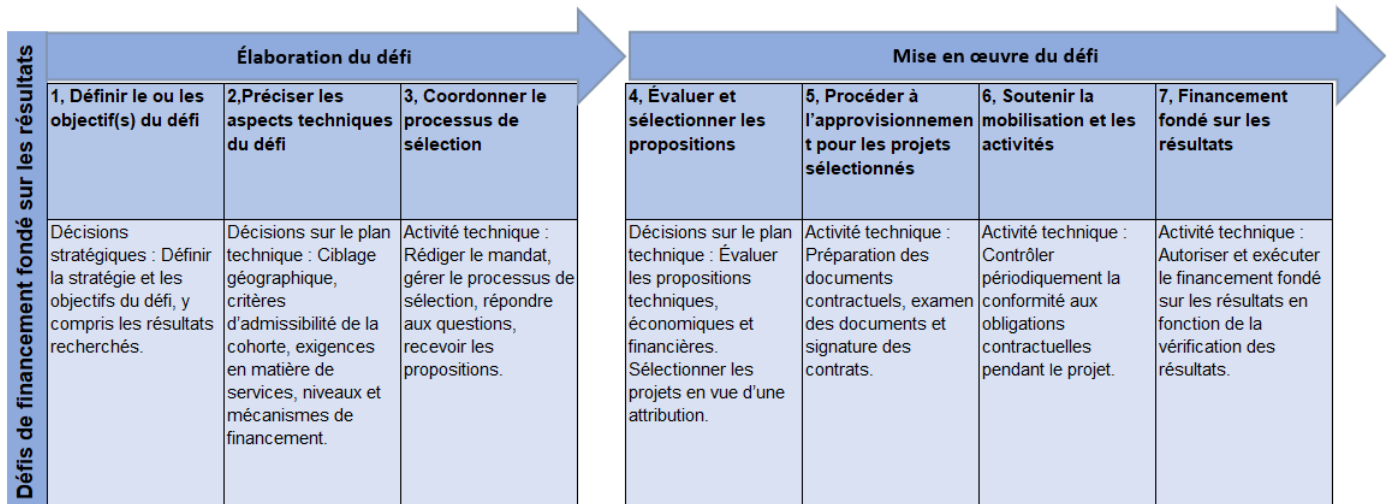 Défis de financement fondé sur les résultats
Élaboration du défi
Mise en œuvre du défi
1, Définir le ou les
objectif(s) du défi
2,Préciser les
aspects techniques
du défi
3, Coordonner le
processus de
sélection
4, Évaluer et
sélectionner les
propositions
5, Procéder à
l’approvisionnemen
t pour les projets
sélectionnés
6, Soutenir la
mobilisation et les
activités
7, Financement
fondé sur les
résultats
Décisions
stratégiques : Définir
la stratégie et les
objectifs du défi, y
compris les résultats
recherchés.
Décisions sur le plan
technique : Ciblage
géographique,
critères
d’admissibilité de la
cohorte, exigences
en matière de
services, niveaux et
mécanismes de
financement.
Activité technique :
Rédiger le mandat,
gérer le processus de
sélection, répondre
aux questions,
recevoir les
propositions.
Décisions sur le plan
technique : Évaluer
les propositions
techniques,
économiques et
financières.
Sélectionner les
projets en vue d’une
attribution.
Activité technique :
Préparation des
documents
contractuels, examen
des documents et
signature des
contrats.
Activité technique :
Contrôler
périodiquement la
conformité aux
obligations
contractuelles
pendant le projet.
Activité technique :
Autoriser et exécuter
le financement fondé
sur les résultats en
fonction de la
vérification des
résultats.